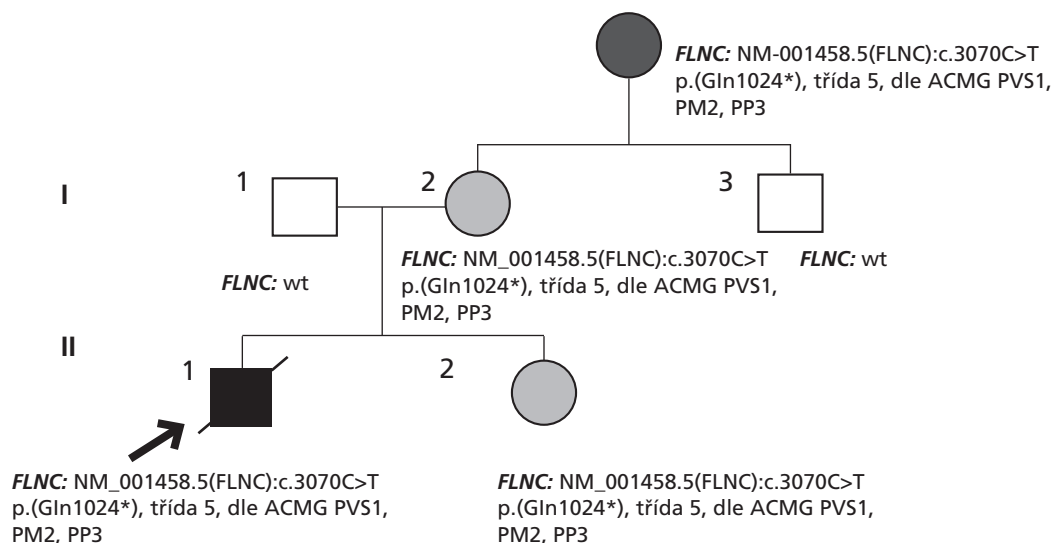 FLNC: NM-001458.5(FLNC):c.3070C>T
p.(Gln1024*), třída 5, dle ACMG PVS1,
PM2, PP3
I
1
2
3
FLNC: wt
FLNC: NM_001458.5(FLNC):c.3070C>T
p.(Gln1024*), třída 5, dle ACMG PVS1,
PM2, PP3
FLNC: wt
II
1
2
FLNC: NM_001458.5(FLNC):c.3070C>T
p.(Gln1024*), třída 5, dle ACMG PVS1,
PM2, PP3
FLNC: NM_001458.5(FLNC):c.3070C>T
p.(Gln1024*), třída 5, dle ACMG PVS1,
PM2, PP3